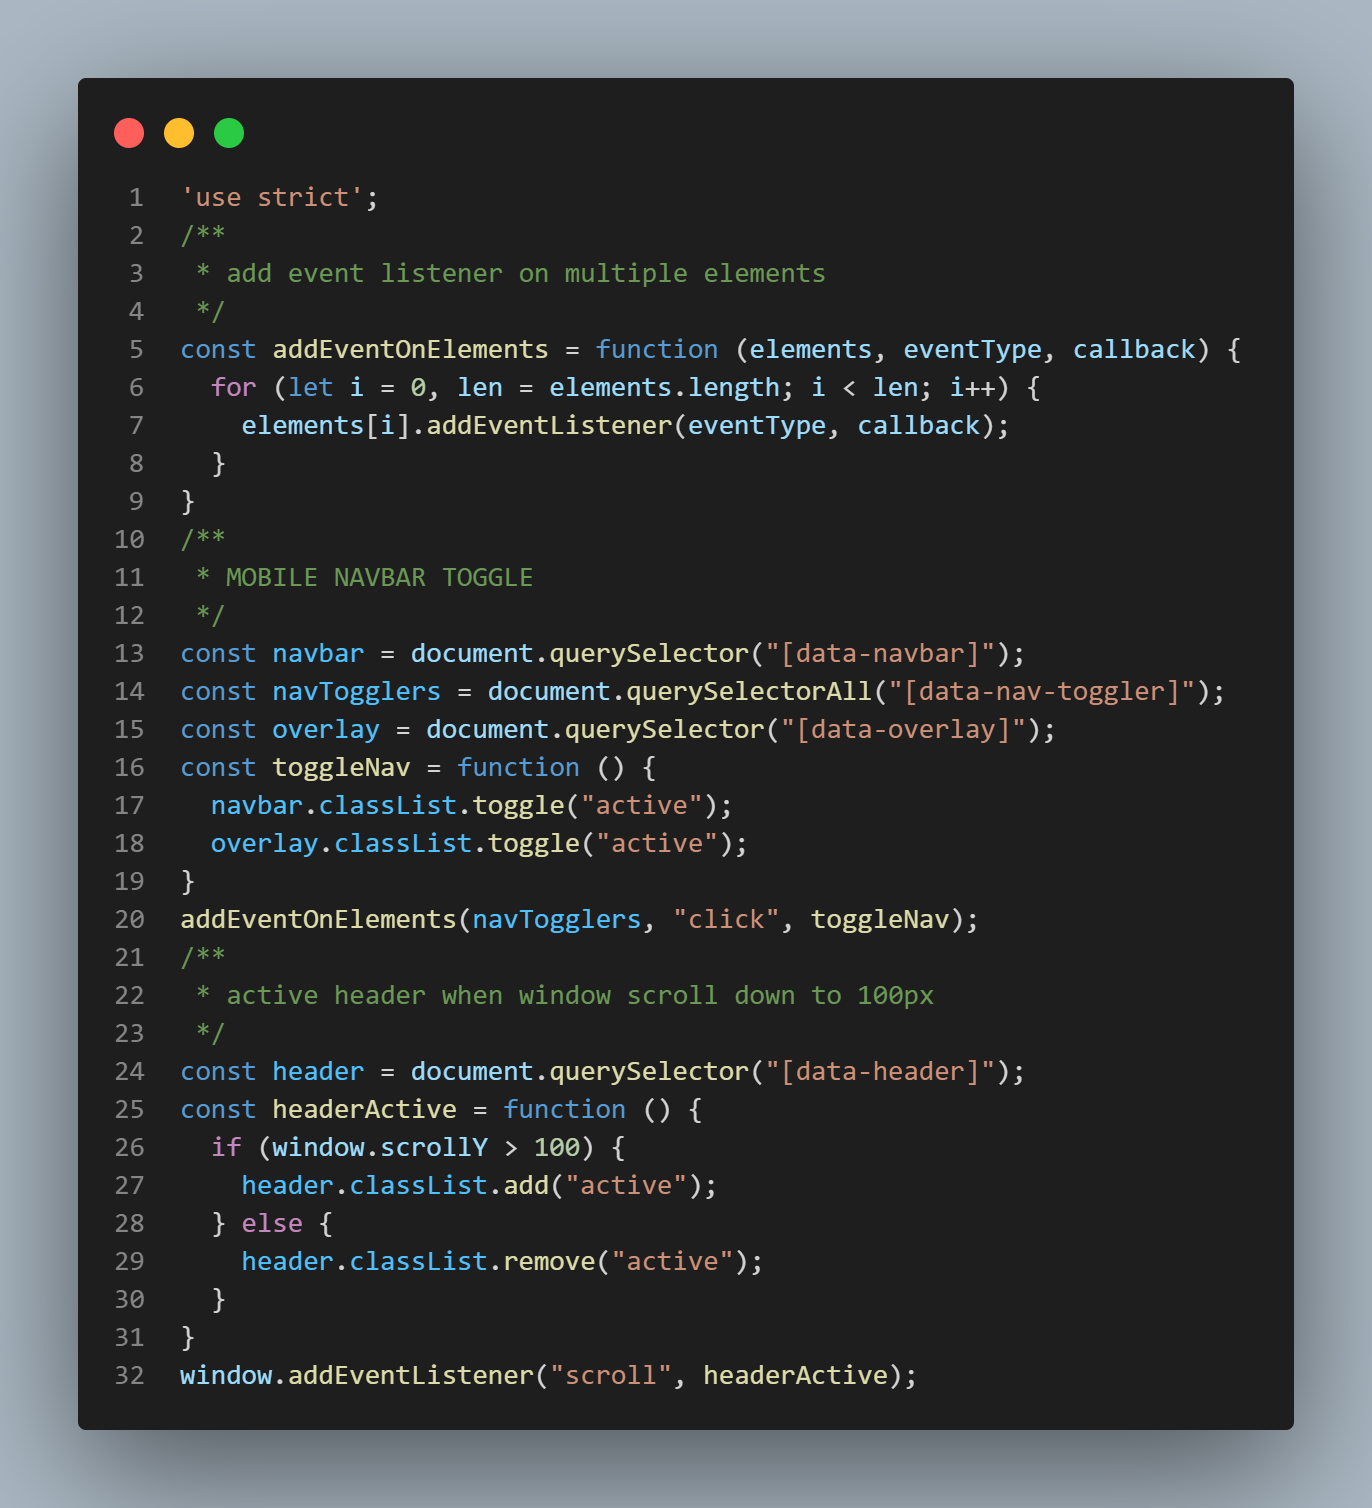 1 'use strict';
2 /**
3  * add event listener on multiple elements
4  */
5 const addEventOnElements = function (elements, eventType, callback) {
6   for (let i = 0, len = elements.length; i < len; i++) {
7     elements[i].addEventListener(eventType, callback);
8   }
9 }
10 /**
11  * MOBILE NAVBAR TOGGLE
12  */
13 const navbar = document.querySelector("[data-navbar]");
14 const navTogglers = document.querySelectorAll("[data-nav-toggler]");
15 const overlay = document.querySelector("[data-overlay]");
16 const toggleNav = function () {
17   navbar.classList.toggle("active");
18   overlay.classList.toggle("active");
19 }
20 addEventOnElements(navTogglers, "click", toggleNav);
21 /**
22  * active header when window scroll down to 100px
23  */
24 const header = document.querySelector("[data-header]");
25 const headerActive = function () {
26   if (window.scrollY > 100) {
27     header.classList.add("active");
28   } else {
29     header.classList.remove("active");
30   }
31 }
32 window.addEventListener("scroll", headerActive);